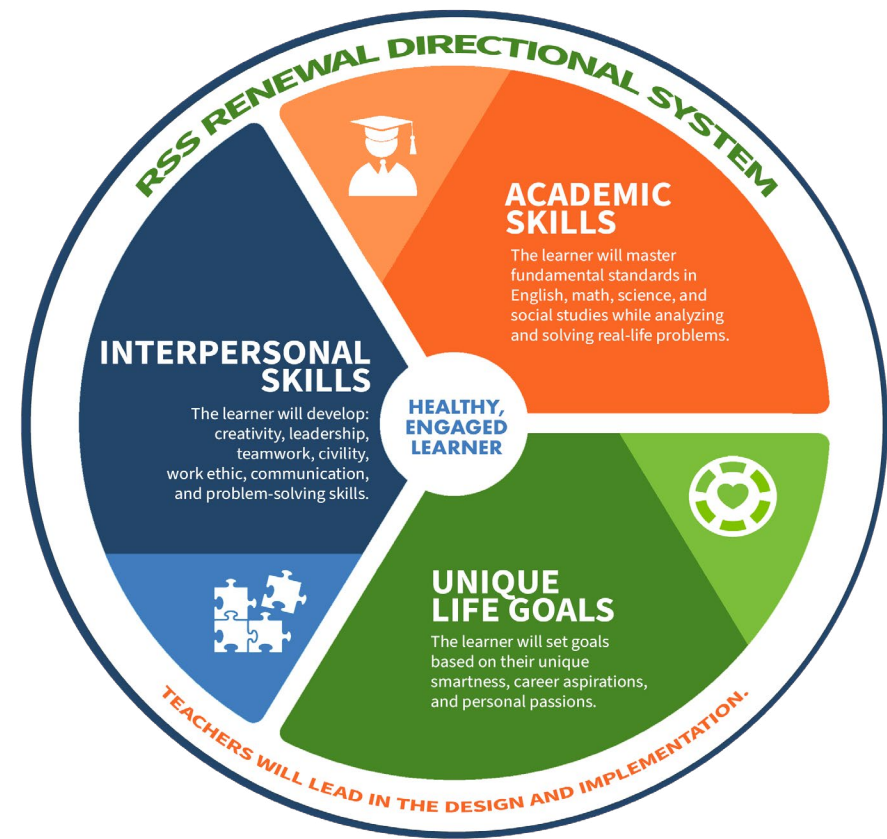 RSS RENEWAL DIRECTIONAL SYSTEM
ACADEMIC
SKILLS
The learner will master
fundamental standards in
English, math, science, and
social studies while analyzing
and solving real-life problems.
INTERPERSONAL
SKILLS
The learner will develop:
creativity, leadership,
teamwork, civility,
work ethic, communication,
and problem-solving skills.
HEALTHY,
ENGAGED
LEARNER
UNIQUE
LIFE GOALS
The learner will set goals
based on their unique
smartness, career aspirations,
and personal passions.
TEACHERS WILL LEAD IN THE DESIGN AND IMPLEMENTATION.